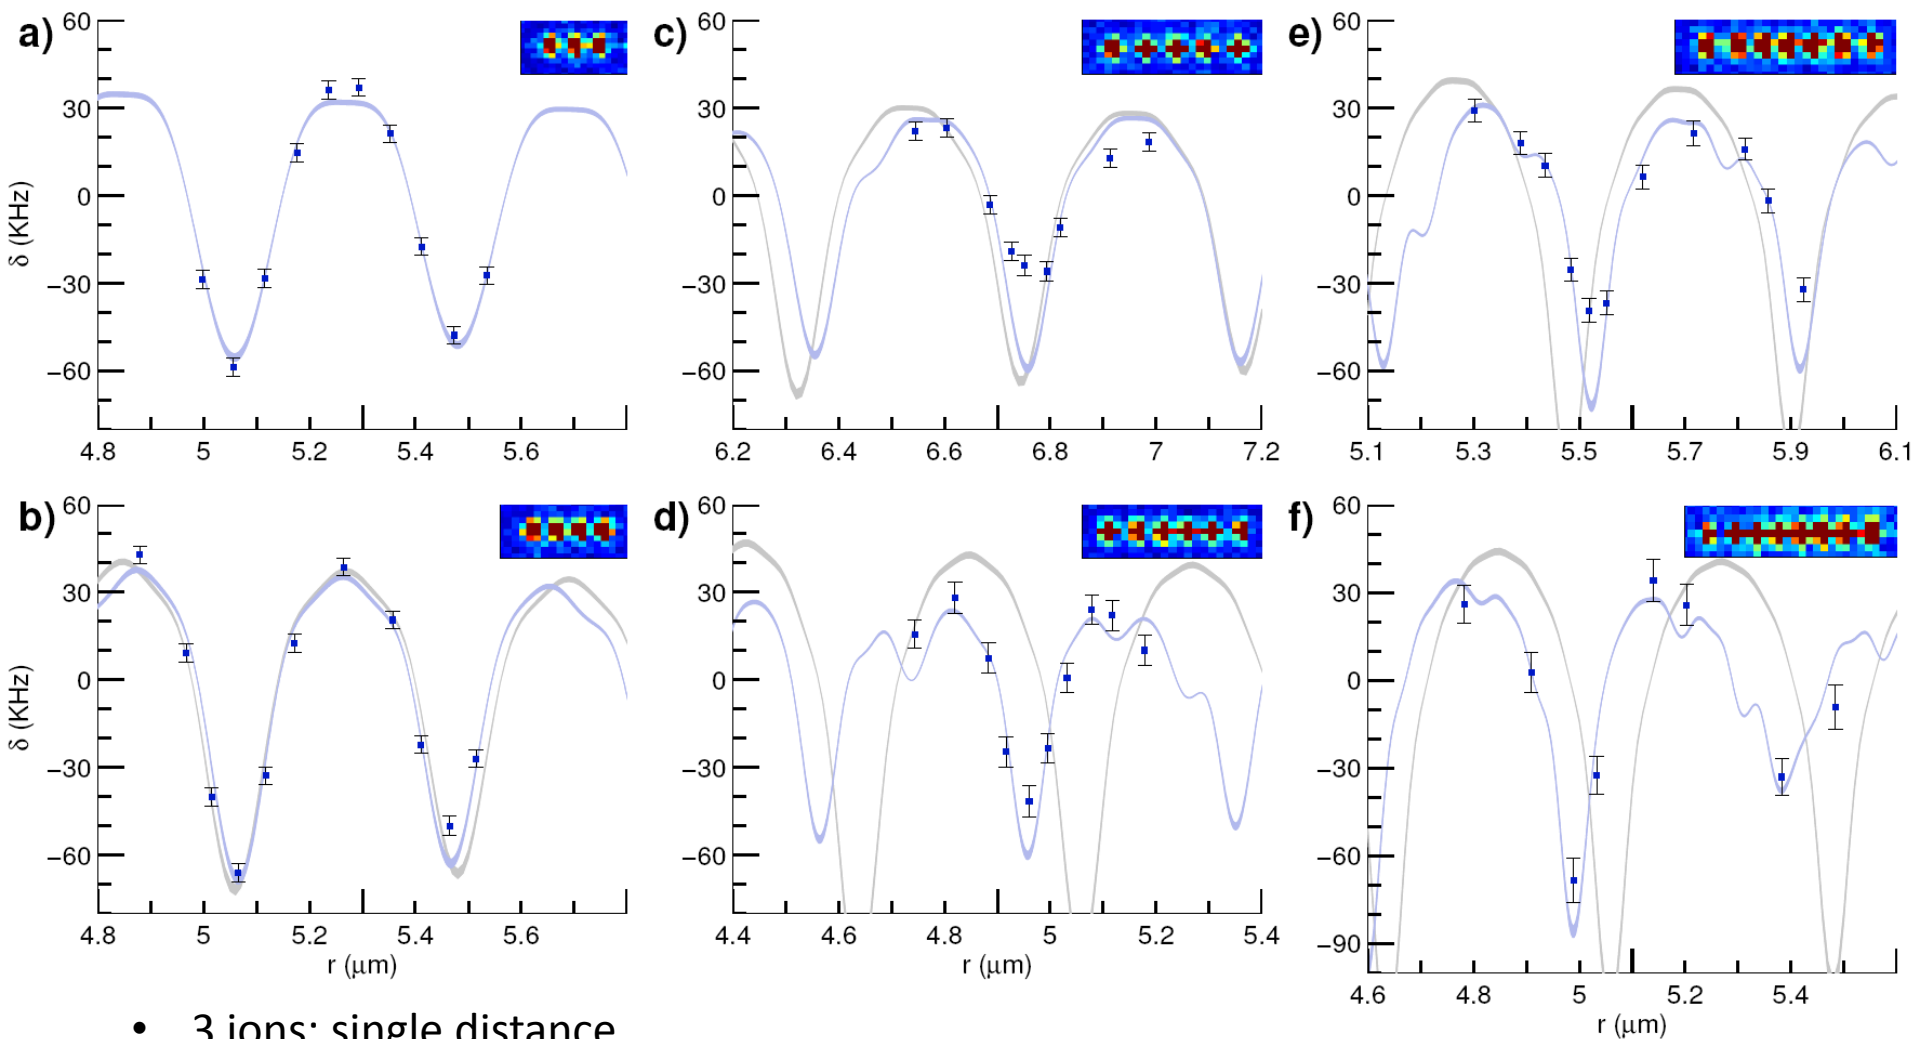 a)
60
30
0
−30
−60
δ (KHz)
4.8 5 5.2 5.4 5.6
c)
60
30
0
−30
−60
6.2 6.4 6.6 6.8 7 7.2
e)
60
30
0
−30
−60
5.1 5.3 5.5 5.7 5.9 6.1
b)
60
30
0
−30
−60
δ (KHz)
4.8 5 5.2 5.4 5.6
r (μm)
d)
60
30
0
−30
−60
4.4 4.6 4.8 5 5.2 5.4
r (μm)
f)
60
30
0
−30
−60
−90
4.6 4.8 5 5.2 5.4
r (μm)
• 3 ions: single distance